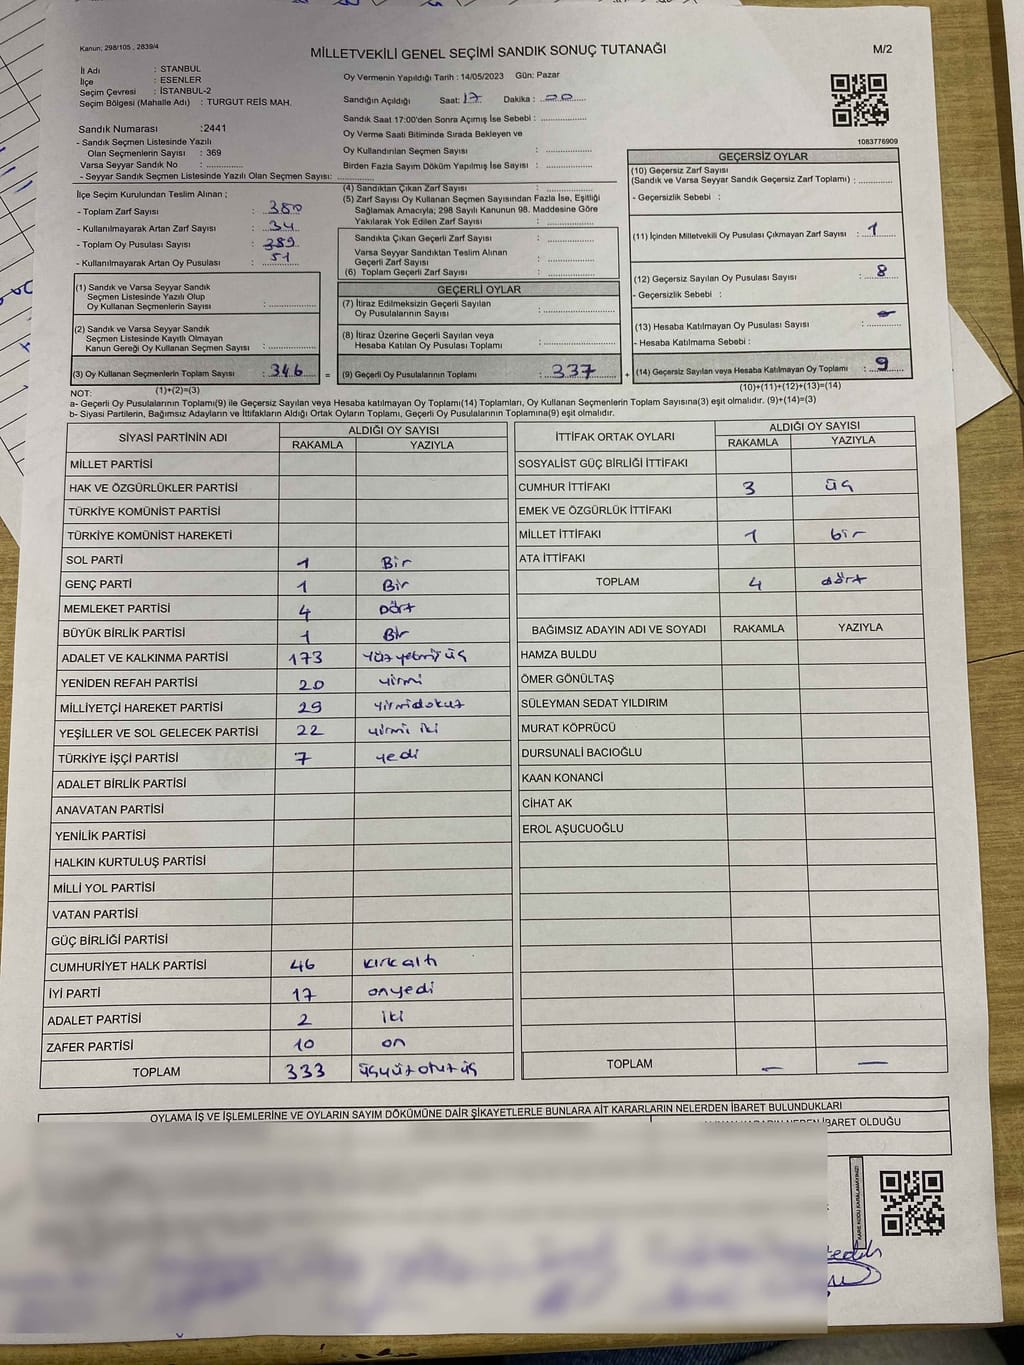 Kanun; 298/105 , 2839/4
MİLLETVEKİLİ GENEL SEÇİMİ SANDIK SONUÇ TUTANAĞI
M/2
İl Adı : STANBUL
İlçe : ESENLER
Seçim Çevresi : İSTANBUL-2
Seçim Bölgesi (Mahalle Adı) : TURGUT REİS MAH.
Sandık Numarası :2441
- Sandık Seçmen Listesinde Yazılı
Olan Seçmenlerin Sayısı : 369
Varsa Seyyar Sandık No : ............
- Seyyar Sandık Seçmen Listesinde Yazılı Olan Seçmen Sayısı: ............
Oy Vermenin Yapıldığı Tarih : 14/05/2023 Gün: Pazar
Sandığın Açıldığı Saat: 17 Dakika : 00
Sandık Saat 17:00'den Sonra Açımış İse Sebebi : ............
Oy Verme Saati Bitiminde Sırada Bekleyen ve
Oy Kullandırılan Seçmen Sayısı : ............
Birden Fazla Sayım Döküm Yapılmış İse Sayısı : ............
1083776909
İlçe Seçim Kurulundan Teslim Alınan ;
- Toplam Zarf Sayısı : 380
- Kullanılmayarak Artan Zarf Sayısı : 34
- Toplam Oy Pusulası Sayısı : 389
- Kullanılmayarak Artan Oy Pusulası : 51
(1) Sandık ve Varsa Seyyar Sandık
Seçmen Listesinde Yazılı Olup
Oy Kullanan Seçmenlerin Sayısı : ............
(2) Sandık ve Varsa Seyyar Sandık
Seçmen Listesinde Kayıtlı Olmayan
Kanun Gereği Oy Kullanan Seçmen Sayısı : ............
(3) Oy Kullanan Seçmenlerin Toplam Sayısı : 346 =
(1)+(2)=(3)
(4) Sandıktan Çıkan Zarf Sayısı : ............
(5) Zarf Sayısı Oy Kullanan Seçmen Sayısından Fazla İse, Eşitliği
Sağlamak Amacıyla; 298 Sayılı Kanunun 98. Maddesine Göre
Yakılarak Yok Edilen Zarf Sayısı : ............
Sandıkta Çıkan Geçerli Zarf Sayısı : ............
Varsa Seyyar Sandıktan Teslim Alınan
Geçerli Zarf Sayısı : ............
(6) Toplam Geçerli Zarf Sayısı : ............
GEÇERLİ OYLAR
(7) İtiraz Edilmeksizin Geçerli Sayılan
Oy Pusulalarının Sayısı : ............
(8) İtiraz Üzerine Geçerli Sayılan veya
Hesaba Katılan Oy Pusulası Toplamı : ............
(9) Geçerli Oy Pusulalarının Toplamı : 337 +
GEÇERSİZ OYLAR
(10) Geçersiz Zarf Sayısı
(Sandık ve Varsa Seyyar Sandık Geçersiz Zarf Toplamı) : ............
- Geçersizlik Sebebi :
(11) İçinden Milletvekili Oy Pusulası Çıkmayan Zarf Sayısı : 1
(12) Geçersiz Sayılan Oy Pusulası Sayısı : 8
- Geçersizlik Sebebi :
(13) Hesaba Katılmayan Oy Pusulası Sayısı : -
- Hesaba Katılmama Sebebi :
(14) Geçersiz Sayılan veya Hesaba Katılmayan Oy Toplamı : 9
(10)+(11)+(12)+(13)=(14)
NOT:
a- Geçerli Oy Pusulalarının Toplamı(9) ile Geçersiz Sayılan veya Hesaba katılmayan Oy Toplamı(14) Toplamları, Oy Kullanan Seçmenlerin Toplam Sayısına(3) eşit olmalıdır. (9)+(14)=(3)
b- Siyasi Partilerin, Bağımsız Adayların ve İttifakların Aldığı Ortak Oyların Toplamı, Geçerli Oy Pusulalarının Toplamına(9) eşit olmalıdır.
SİYASİ PARTİNİN ADI ALDIĞI OY SAYISI
RAKAMLA YAZIYLA
MİLLET PARTİSİ
HAK VE ÖZGÜRLÜKLER PARTİSİ
TÜRKİYE KOMÜNİST PARTİSİ
TÜRKİYE KOMÜNİST HAREKETİ
SOL PARTİ 1 Bir
GENÇ PARTİ 1 Bir
MEMLEKET PARTİSİ 4 Dört
BÜYÜK BİRLİK PARTİSİ 1 Bir
ADALET VE KALKINMA PARTİSİ 173 Yüzyetmişüç
YENİDEN REFAH PARTİSİ 20 yirmi
MİLLİYETÇİ HAREKET PARTİSİ 29 yirmidokuz
YEŞİLLER VE SOL GELECEK PARTİSİ 22 yirmi iki
TÜRKİYE İŞÇİ PARTİSİ 7 yedi
ADALET BİRLİK PARTİSİ
ANAVATAN PARTİSİ
YENİLİK PARTİSİ
HALKIN KURTULUŞ PARTİSİ
MİLLİ YOL PARTİSİ
VATAN PARTİSİ
GÜÇ BİRLİĞİ PARTİSİ
CUMHURİYET HALK PARTİSİ 46 kırkaltı
İYİ PARTİ 17 onyedi
ADALET PARTİSİ 2 iki
ZAFER PARTİSİ 10 on
TOPLAM 333 üçyüzotuzüç
İTTİFAK ORTAK OYLARI ALDIĞI OY SAYISI
RAKAMLA YAZIYLA
SOSYALİST GÜÇ BİRLİĞİ İTTİFAKI
CUMHUR İTTİFAKI 3 üç
EMEK VE ÖZGÜRLÜK İTTİFAKI
MİLLET İTTİFAKI 1 bir
ATA İTTİFAKI
TOPLAM 4 dört
BAĞIMSIZ ADAYIN ADI VE SOYADI RAKAMLA YAZIYLA
HAMZA BULDU
ÖMER GÖNÜLTAŞ
SÜLEYMAN SEDAT YILDIRIM
MURAT KÖPRÜCÜ
DURSUNALİ BACIOĞLU
KAAN KONANCİ
CİHAT AK
EROL AŞUCUOĞLU
TOPLAM - -
OYLAMA İŞ VE İŞLEMLERİNE VE OYLARIN SAYIM DÖKÜMÜNE DAİR ŞİKAYETLERLE BUNLARA AİT KARARLARIN NELERDEN İBARET BULUNDUKLARI
İBARET OLDUĞU